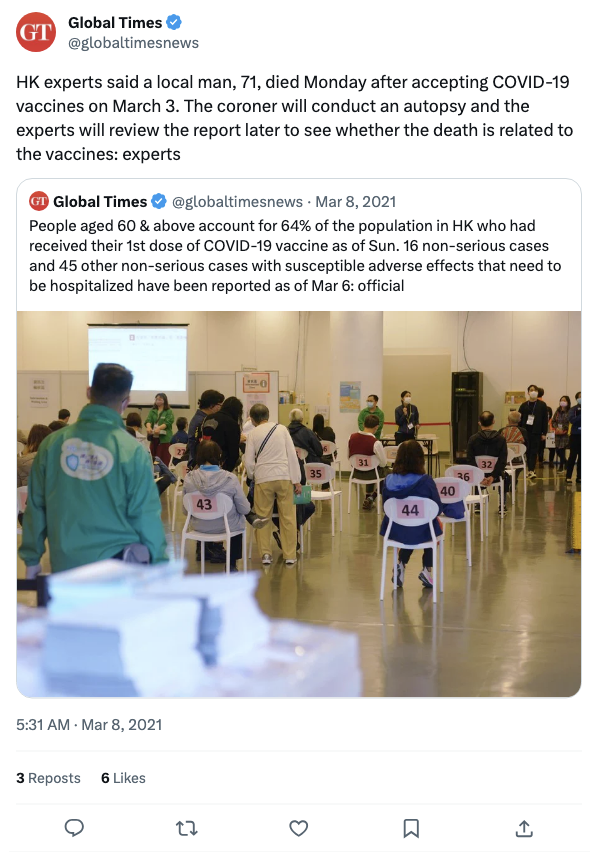 GT
Global Times
@globaltimesnews
HK experts said a local man, 71, died Monday after accepting COVID-19
vaccines on March 3. The coroner will conduct an autopsy and the
experts will review the report later to see whether the death is related to
the vaccines: experts
GT Global Times @globaltimesnews · Mar 8, 2021
People aged 60 & above account for 64% of the population in HK who had
received their 1st dose of COVID-19 vaccine as of Sun. 16 non-serious cases
and 45 other non-serious cases with susceptible adverse effects that need to
be hospitalized have been reported as of Mar 6: official
27
35
31
32
36
40
43
44
5:31 AM · Mar 8, 2021
3 Reposts 6 Likes